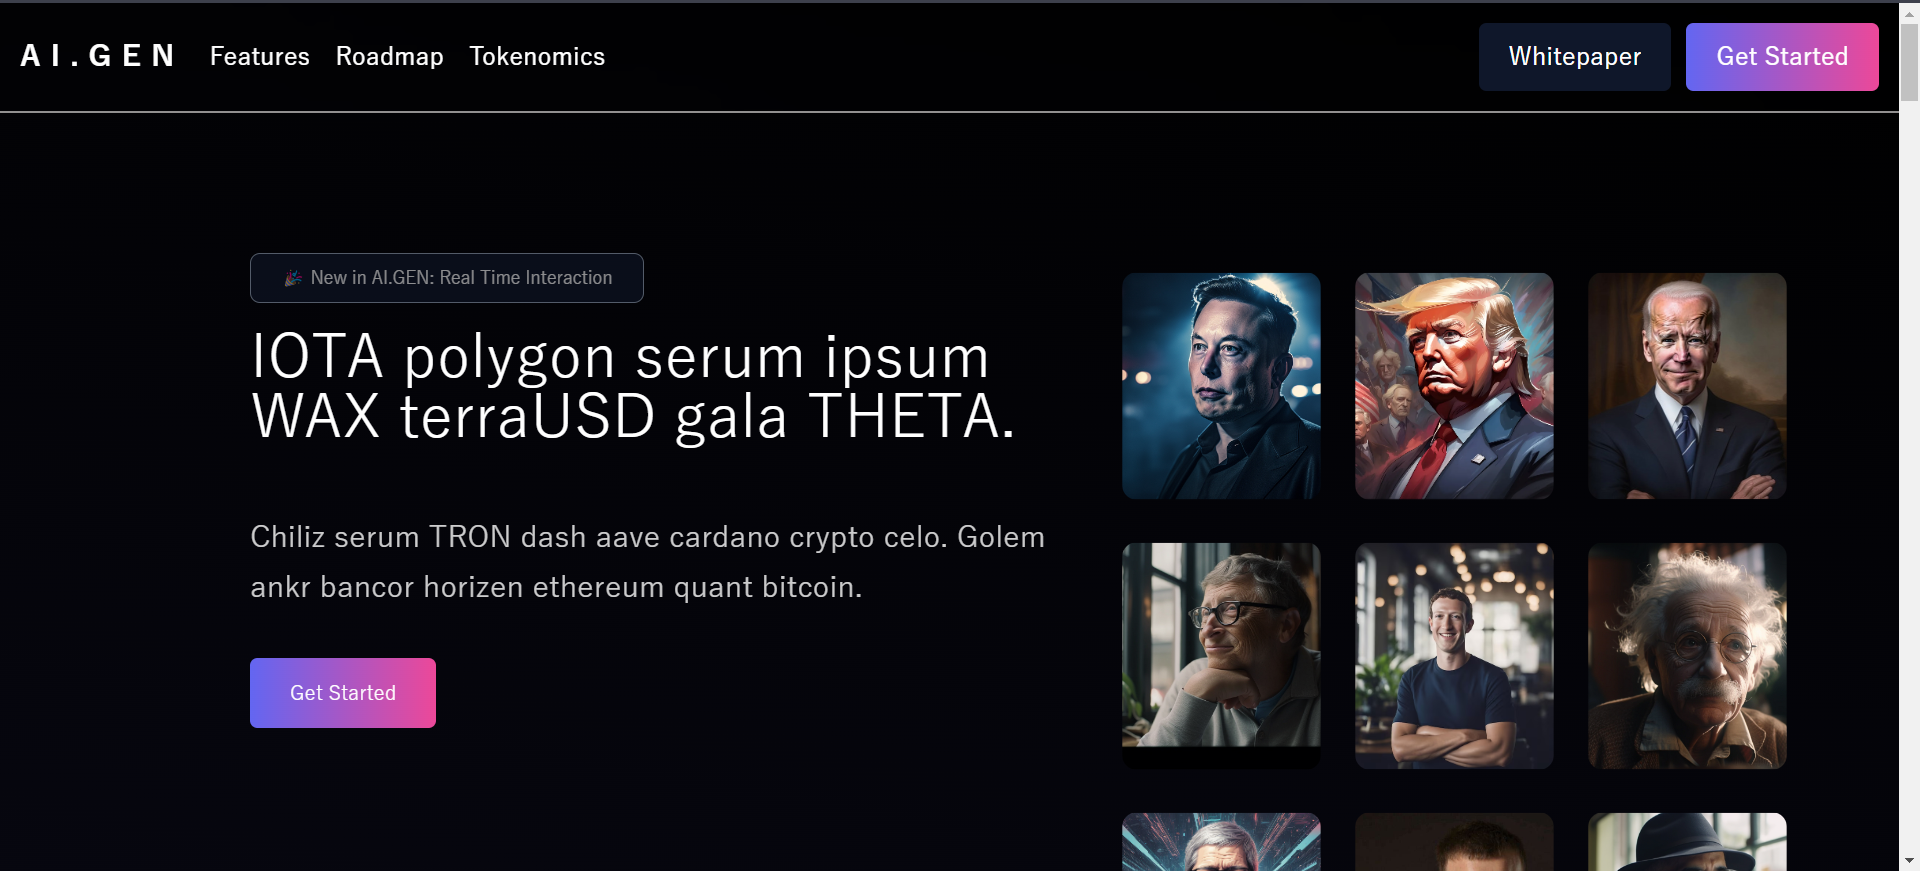 AI.GEN Features Roadmap Tokenomics Whitepaper Get Started
🎉 New in AI.GEN: Real Time Interaction
IOTA polygon serum ipsum
WAX terraUSD gala THETA.
Chiliz serum TRON dash aave cardano crypto celo. Golem
ankr bancor horizen ethereum quant bitcoin.
Get Started